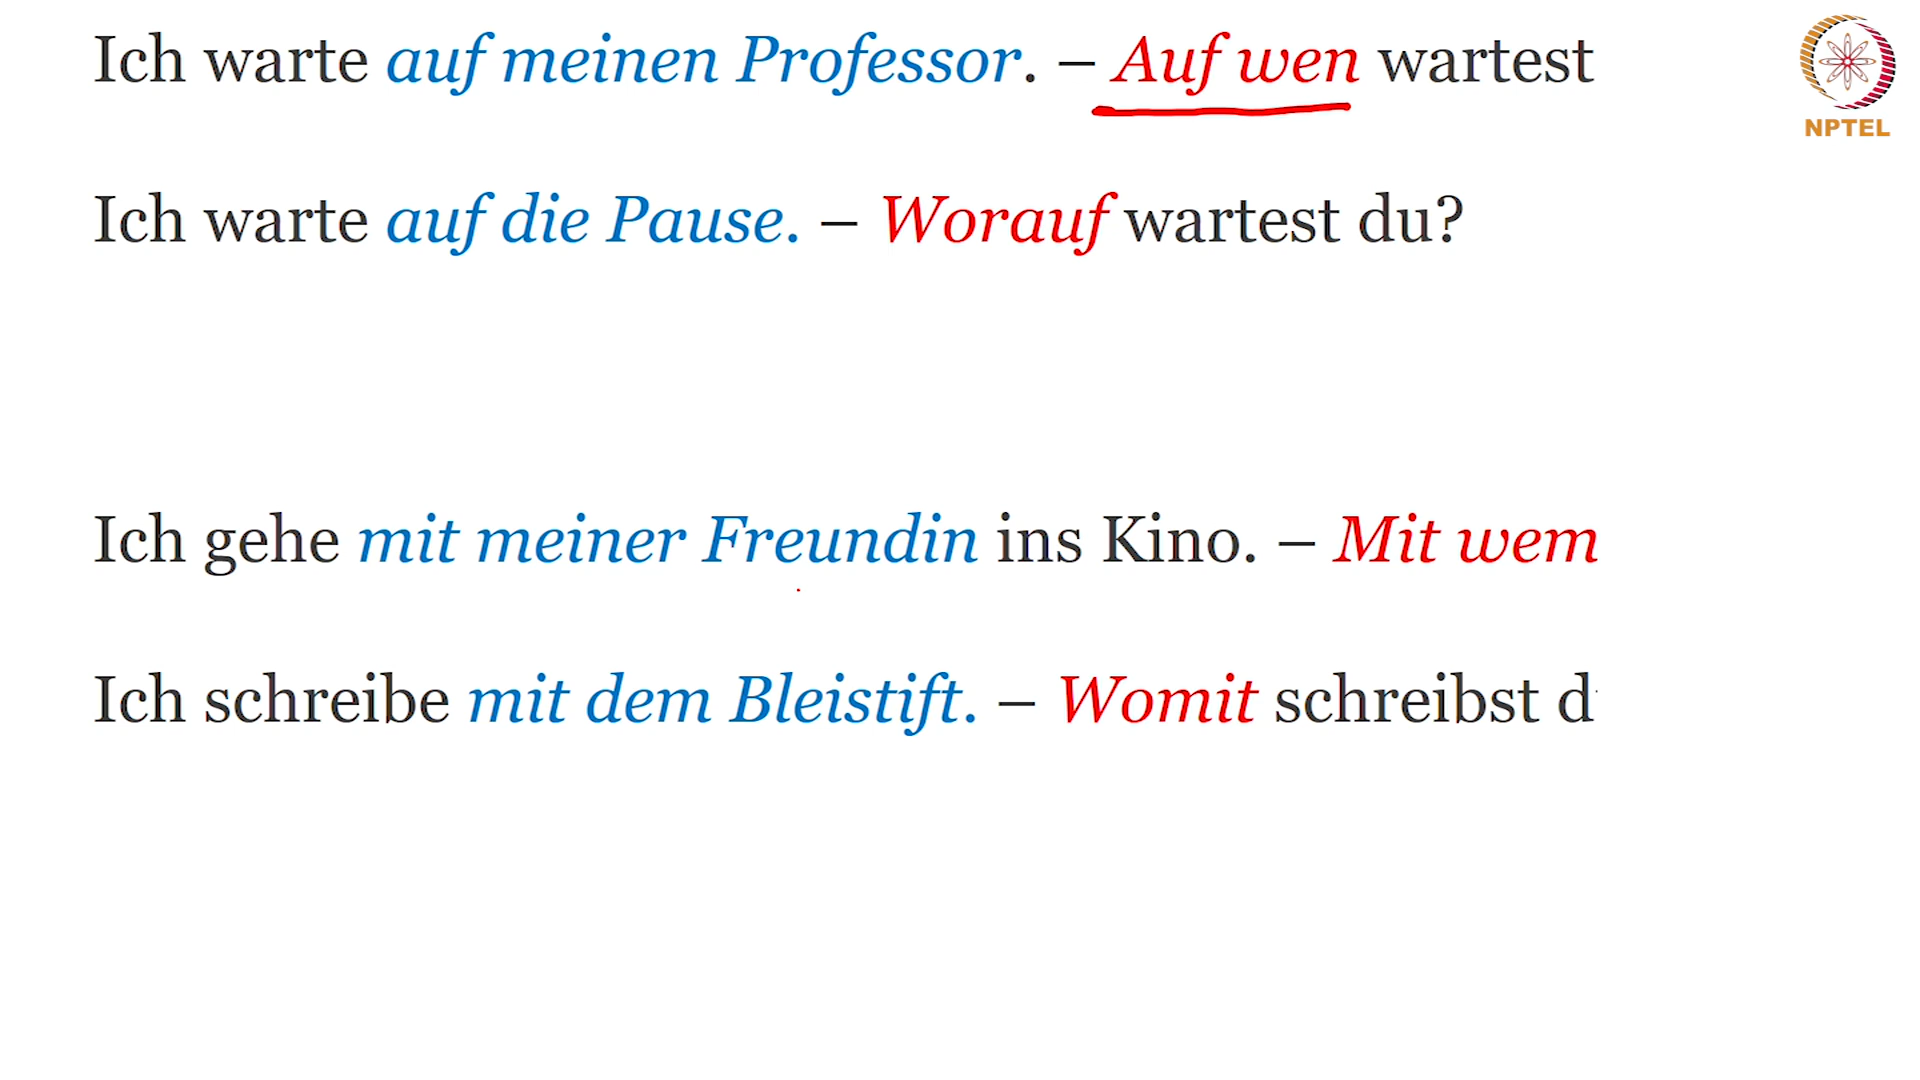 Ich warte auf meinen Professor. – Auf wen wartest
NPTEL
Ich warte auf die Pause. – Worauf wartest du?
Ich gehe mit meiner Freundin ins Kino. – Mit wem
Ich schreibe mit dem Bleistift. – Womit schreibst d